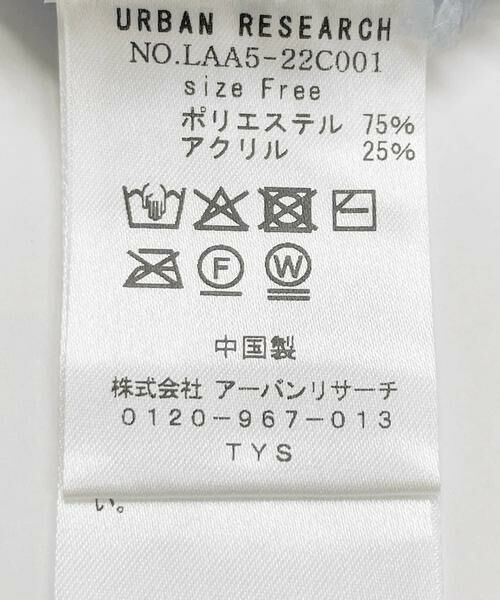 URBAN RESEARCH
NO.LAA5-22C001
size Free
ポリエステル 75%
アクリル 25%
F W
中国製
株式会社 アーバンリサーチ
0120-967-013
TYS
い。